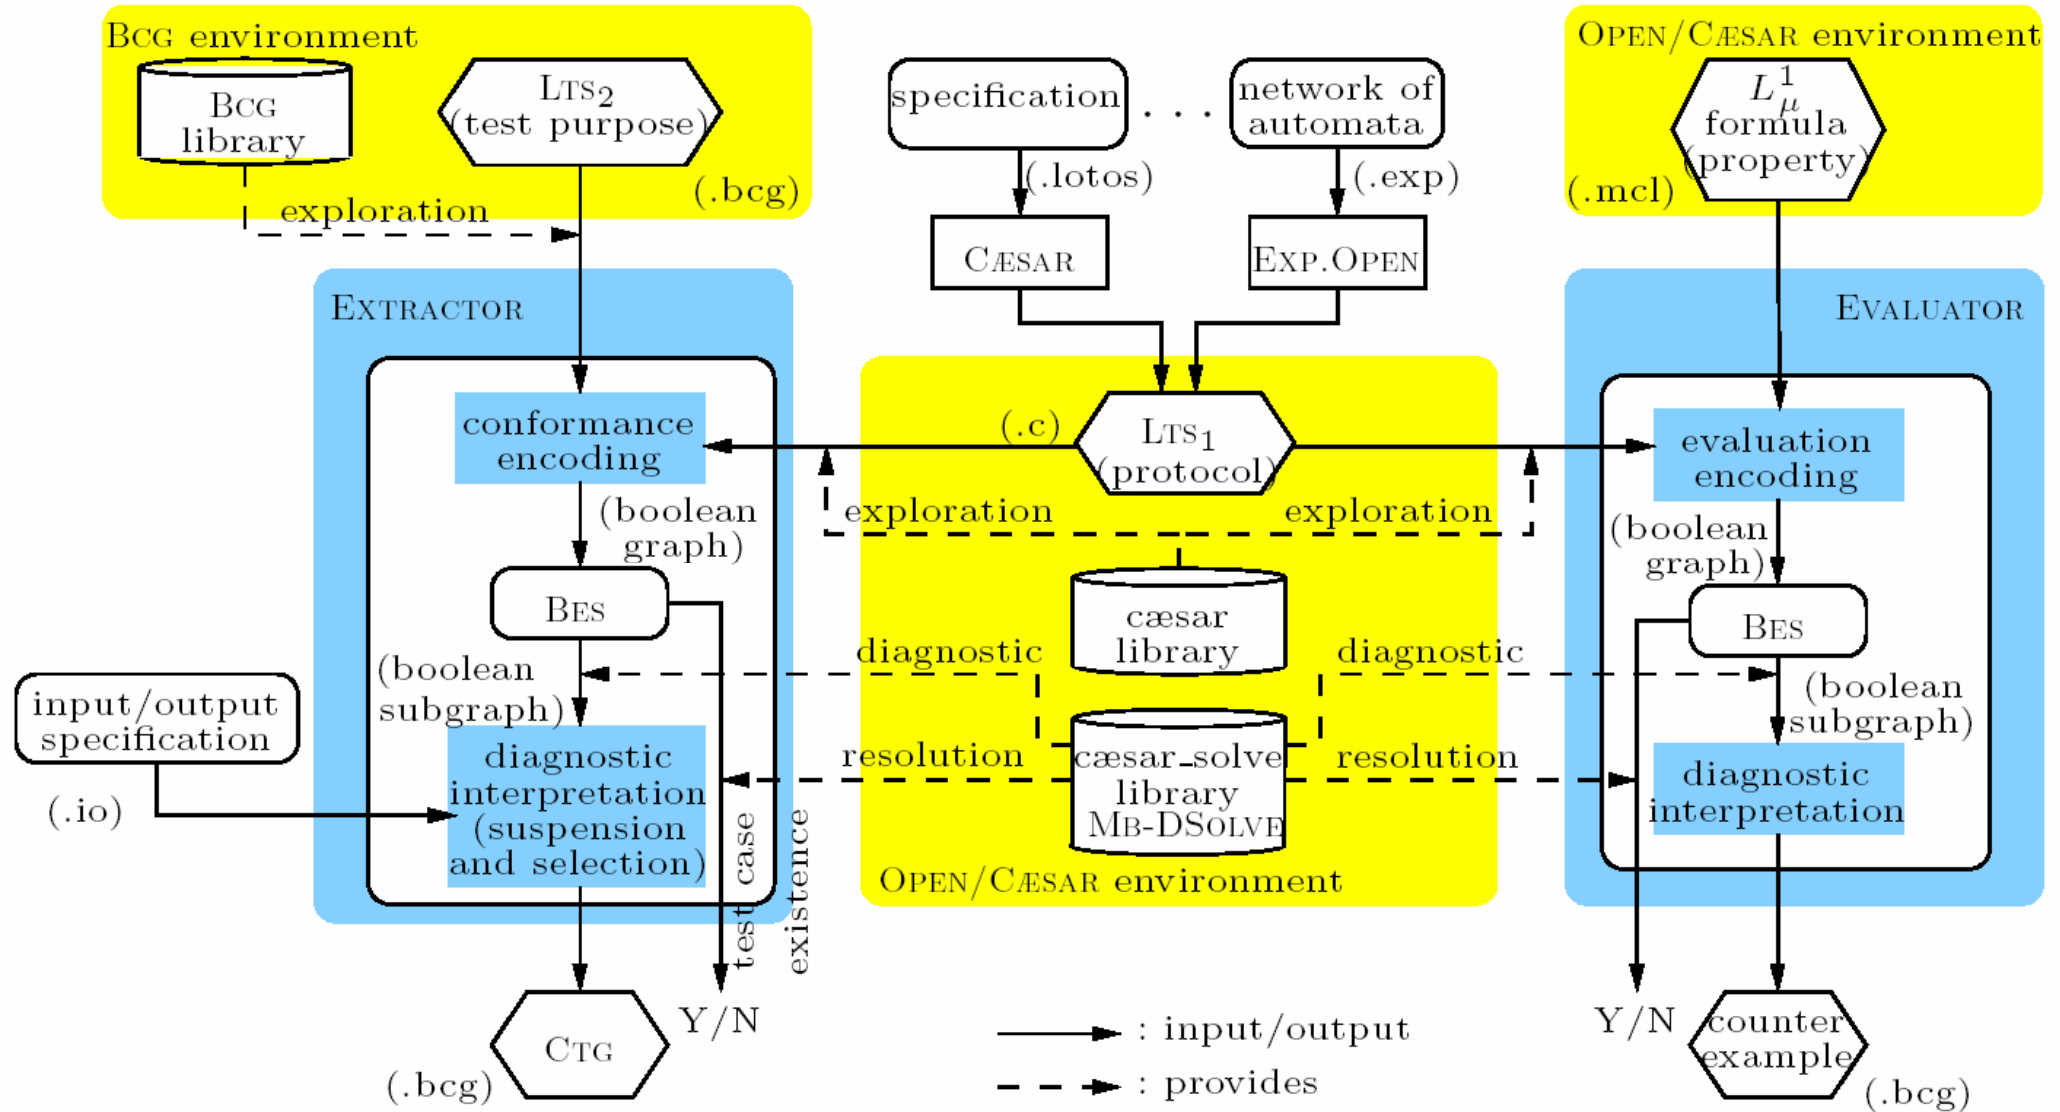 BCG environment
BCG
library
LTS2
(test purpose)
(.bcg)
exploration
specification
. . .
network of
automata
(.lotos)
(.exp)
CÆSAR
EXP.OPEN
OPEN/CÆSAR environment
L¹μ
formula
(property)
(.mcl)
EXTRACTOR
conformance
encoding
(boolean
graph)
BES
(boolean
subgraph)
input/output
specification
(.io)
diagnostic
interpretation
(suspension
and selection)
test case
existence
CTG
(.bcg)
Y/N
(.c)
LTS1
(protocol)
exploration
exploration
cæsar
library
diagnostic
diagnostic
resolution
resolution
cæsar_solve
library
MB-DSOLVE
OPEN/CÆSAR environment
EVALUATOR
evaluation
encoding
(boolean
graph)
BES
(boolean
subgraph)
diagnostic
interpretation
Y/N
counter
example
(.bcg)
: input/output
: provides